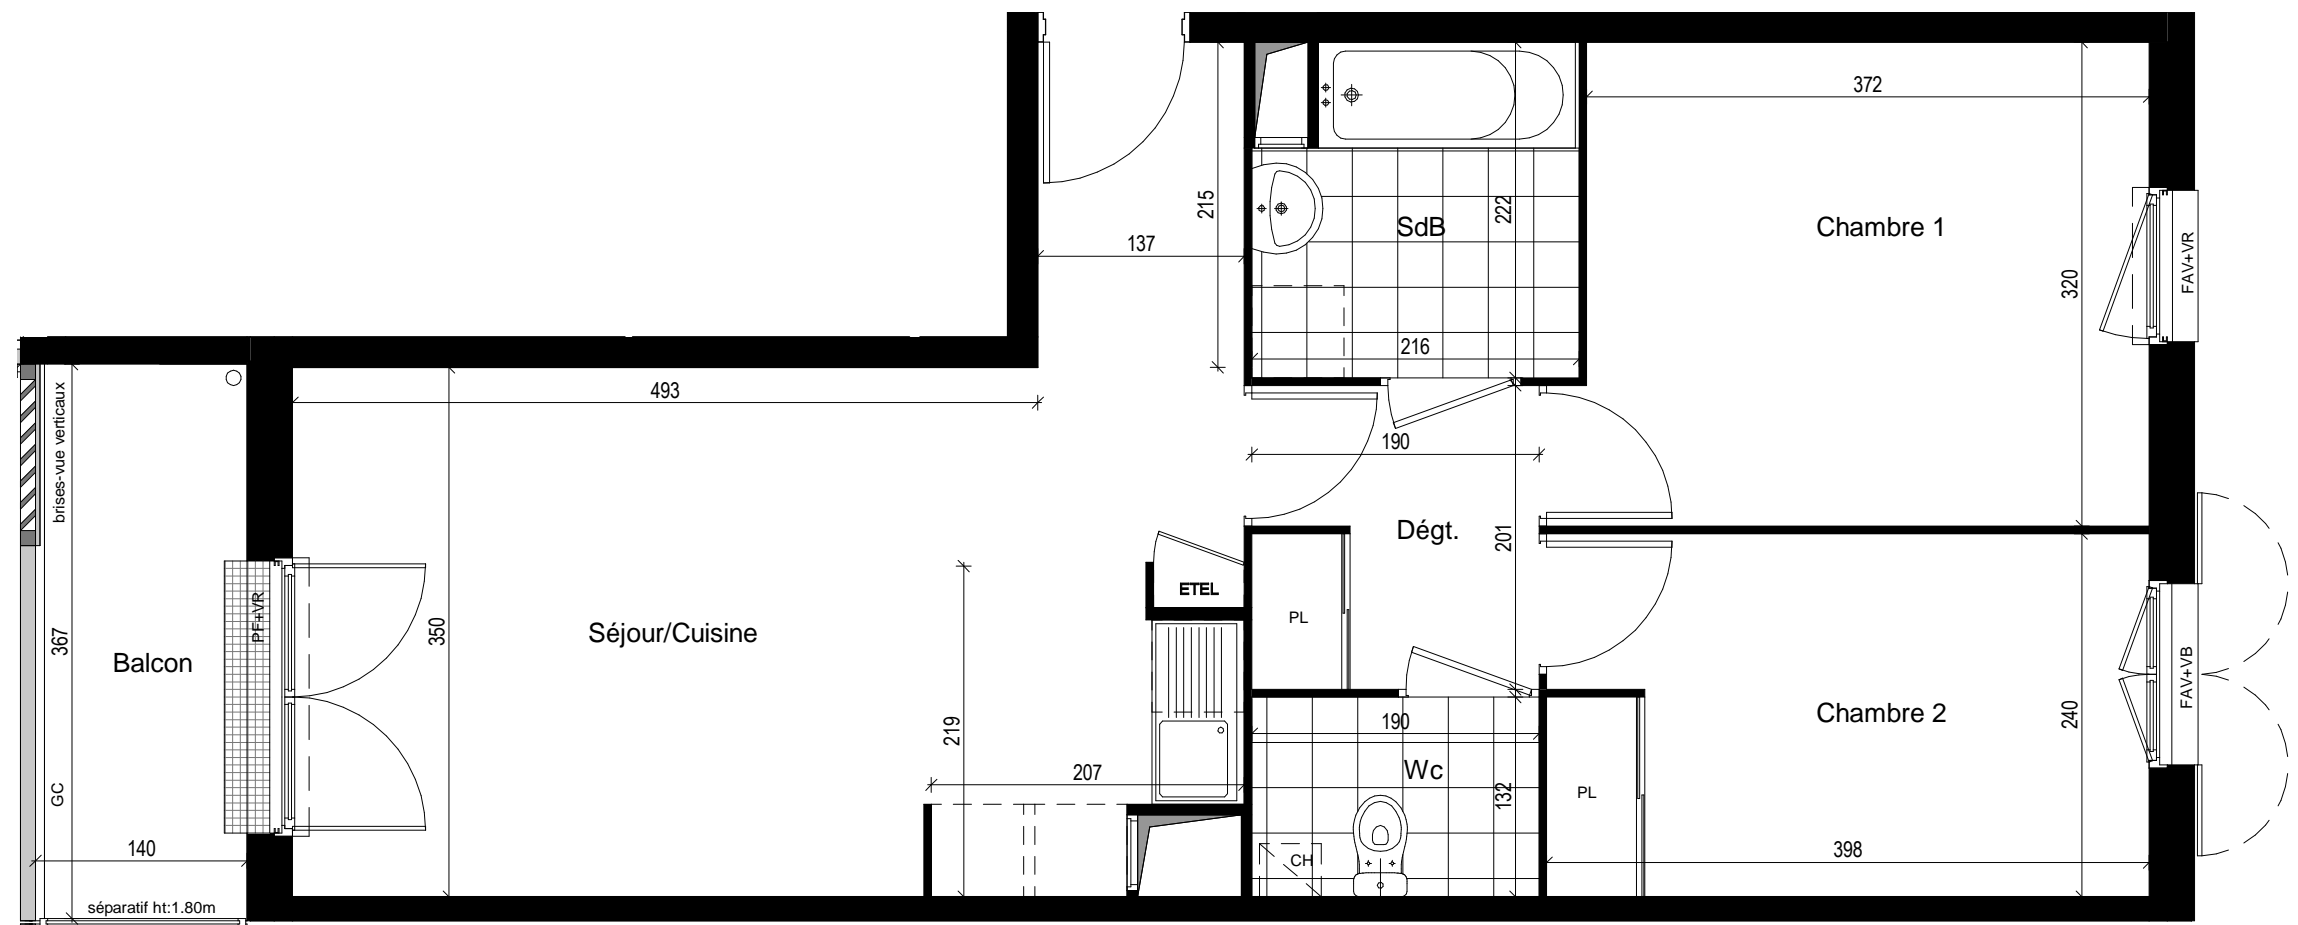 372
215
222
SdB
Chambre 1
137
FAV+VR
320
216
brises-vue verticaux
493
190
Dégt.
201
ETEL
PL
PF+VR
350
Séjour/Cuisine
367
Balcon
FAV+VB
Chambre 2
240
219
190
207
Wc
132
PL
GC
140
CH
398
séparatif ht:1.80m